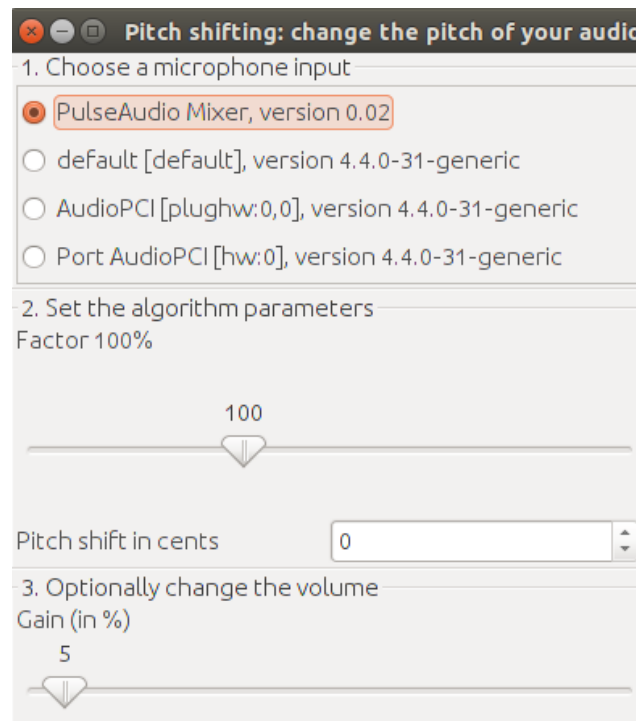 Pitch shifting: change the pitch of your audio
1. Choose a microphone input
PulseAudio Mixer, version 0.02
default [default], version 4.4.0-31-generic
AudioPCI [plughw:0,0], version 4.4.0-31-generic
Port AudioPCI [hw:0], version 4.4.0-31-generic
2. Set the algorithm parameters
Factor 100%
100
Pitch shift in cents 0
3. Optionally change the volume
Gain (in %)
5